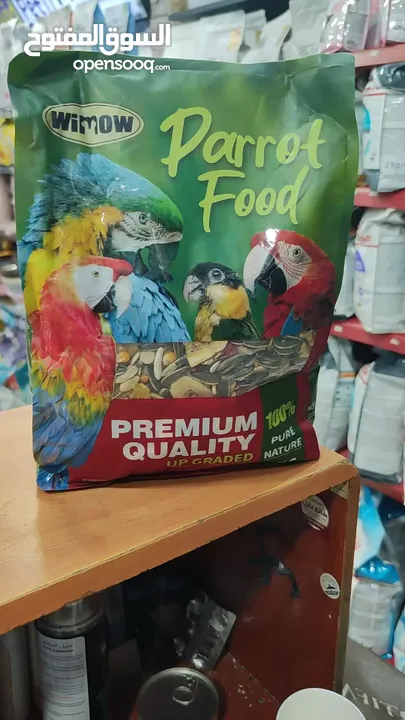 السوق المفتوح
opensooq.com
WiMOW
Parrot
Food
PREMIUM
QUALITY
UP GRADED
100%
PURE
NATURE